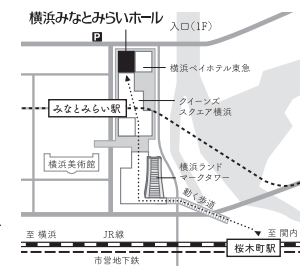 横浜みなとみらいホール
入口(1F)
P
横浜ベイホテル東急
クイーンズ
スクエア横浜
みなとみらい駅
横浜美術館
横浜ランド
マークタワー
動く歩道
至 横浜
JR線
至 関内
桜木町駅
市営地下鉄